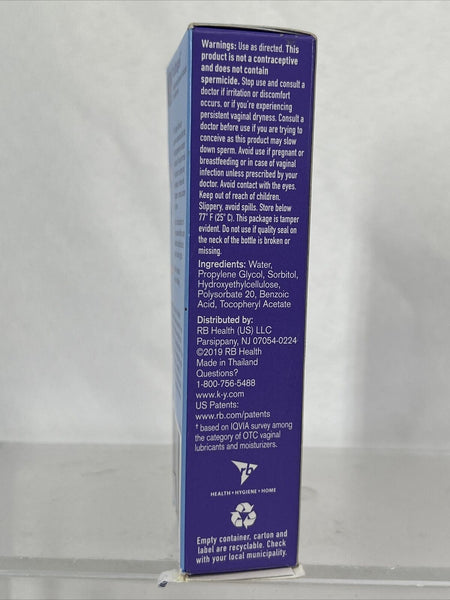 Warnings: Use as directed. This
product is not a contraceptive
and does not contain
spermicide. Stop use and consult a
doctor if irritation or discomfort
occurs, or if you're experiencing
persistent vaginal dryness. Consult a
doctor before use if you are trying to
conceive as this product may slow
down sperm. Avoid use if pregnant or
breastfeeding or in case of vaginal
infection unless prescribed by your
doctor. Avoid contact with the eyes.
Keep out of reach of children.
Slippery, avoid spills. Store below
77° F (25° C). This package is tamper
evident. Do not use if quality seal on
the neck of the bottle is broken or
missing.
Ingredients: Water,
Propylene Glycol, Sorbitol,
Hydroxyethylcellulose,
Polysorbate 20, Benzoic
Acid, Tocopheryl Acetate
Distributed by:
RB Health (US) LLC
Parsippany, NJ 07054-0224
©2019 RB Health
Made in Thailand
Questions?
1-800-756-5488
www.k-y.com
US Patents:
www.rb.com/patents
† based on IQVIA survey among
the category of OTC vaginal
lubricants and moisturizers.
rb
HEALTH • HYGIENE • HOME
Empty container, carton and
label are recyclable. Check
with your local municipality.